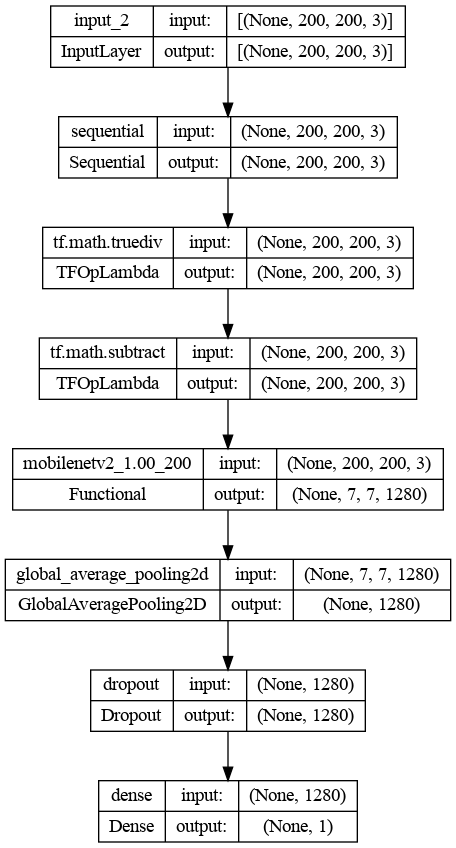 input_2 input: [(None, 200, 200, 3)]
InputLayer output: [(None, 200, 200, 3)]
sequential input: (None, 200, 200, 3)
Sequential output: (None, 200, 200, 3)
tf.math.truediv input: (None, 200, 200, 3)
TFOpLambda output: (None, 200, 200, 3)
tf.math.subtract input: (None, 200, 200, 3)
TFOpLambda output: (None, 200, 200, 3)
mobilenetv2_1.00_200 input: (None, 200, 200, 3)
Functional output: (None, 7, 7, 1280)
global_average_pooling2d input: (None, 7, 7, 1280)
GlobalAveragePooling2D output: (None, 1280)
dropout input: (None, 1280)
Dropout output: (None, 1280)
dense input: (None, 1280)
Dense output: (None, 1)